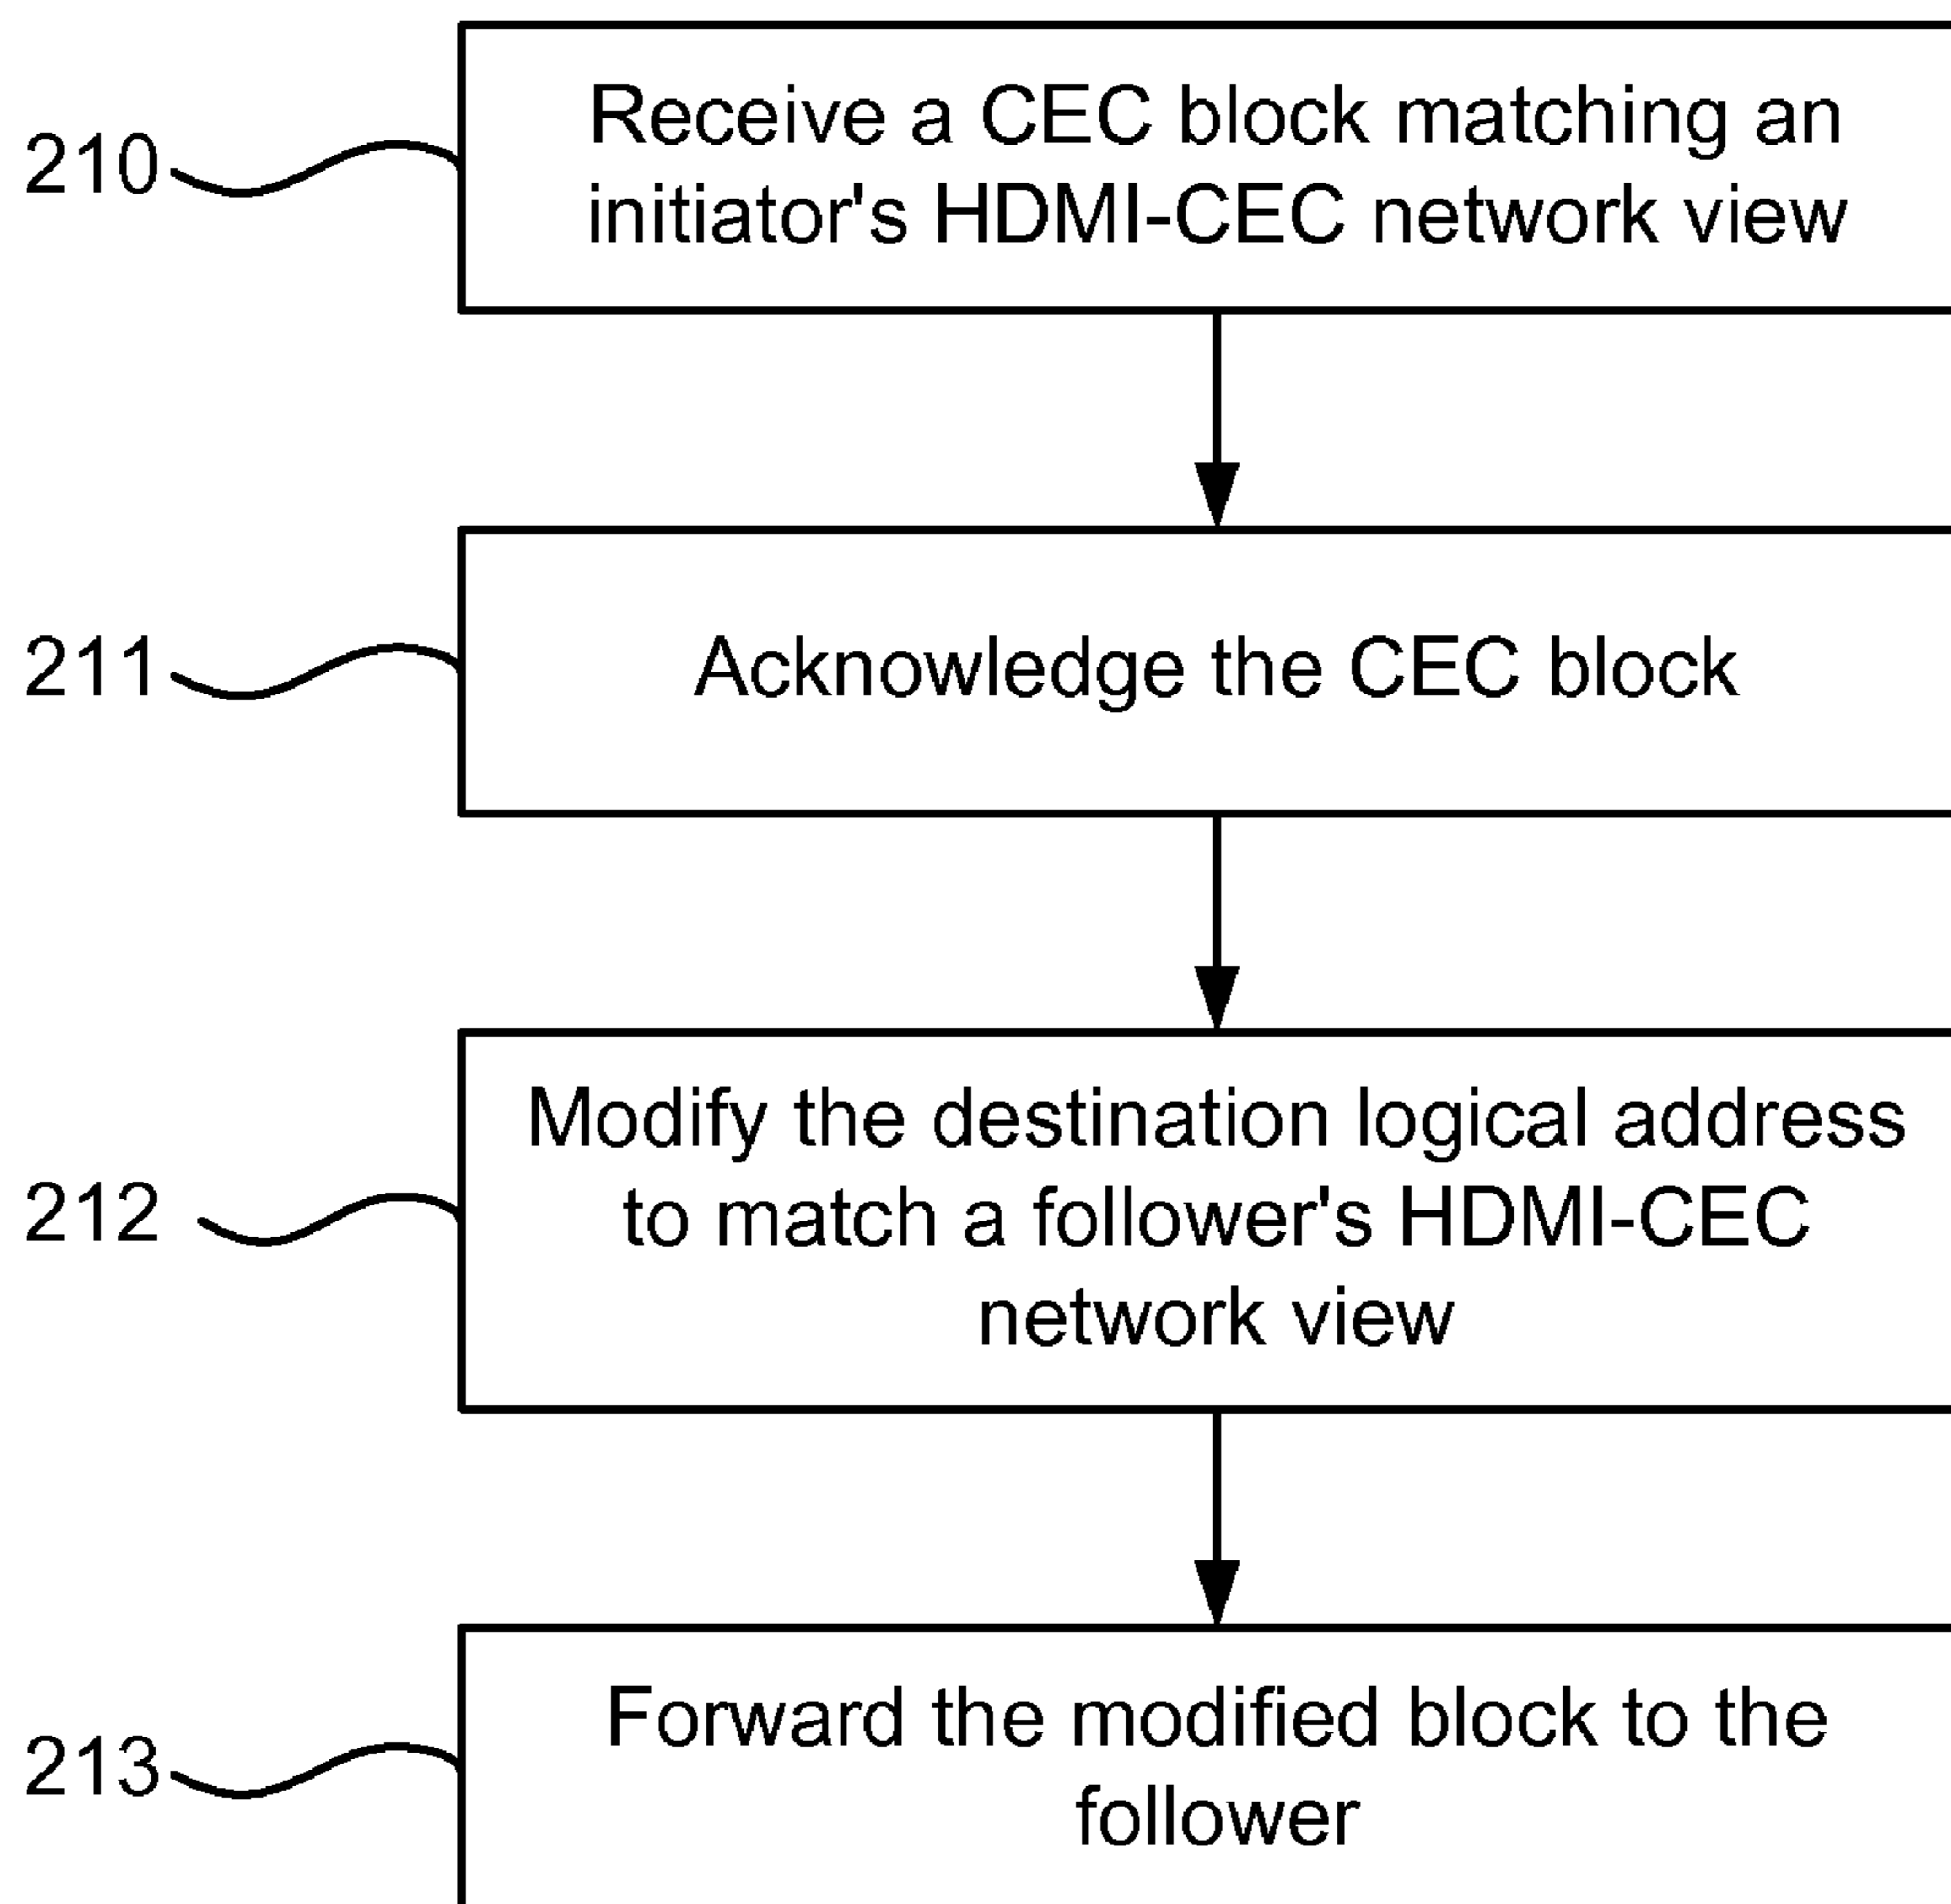 210
Receive a CEC block matching an
initiator's HDMI-CEC network view
211
Acknowledge the CEC block
212
Modify the destination logical address
to match a follower's HDMI-CEC
network view
213
Forward the modified block to the
follower